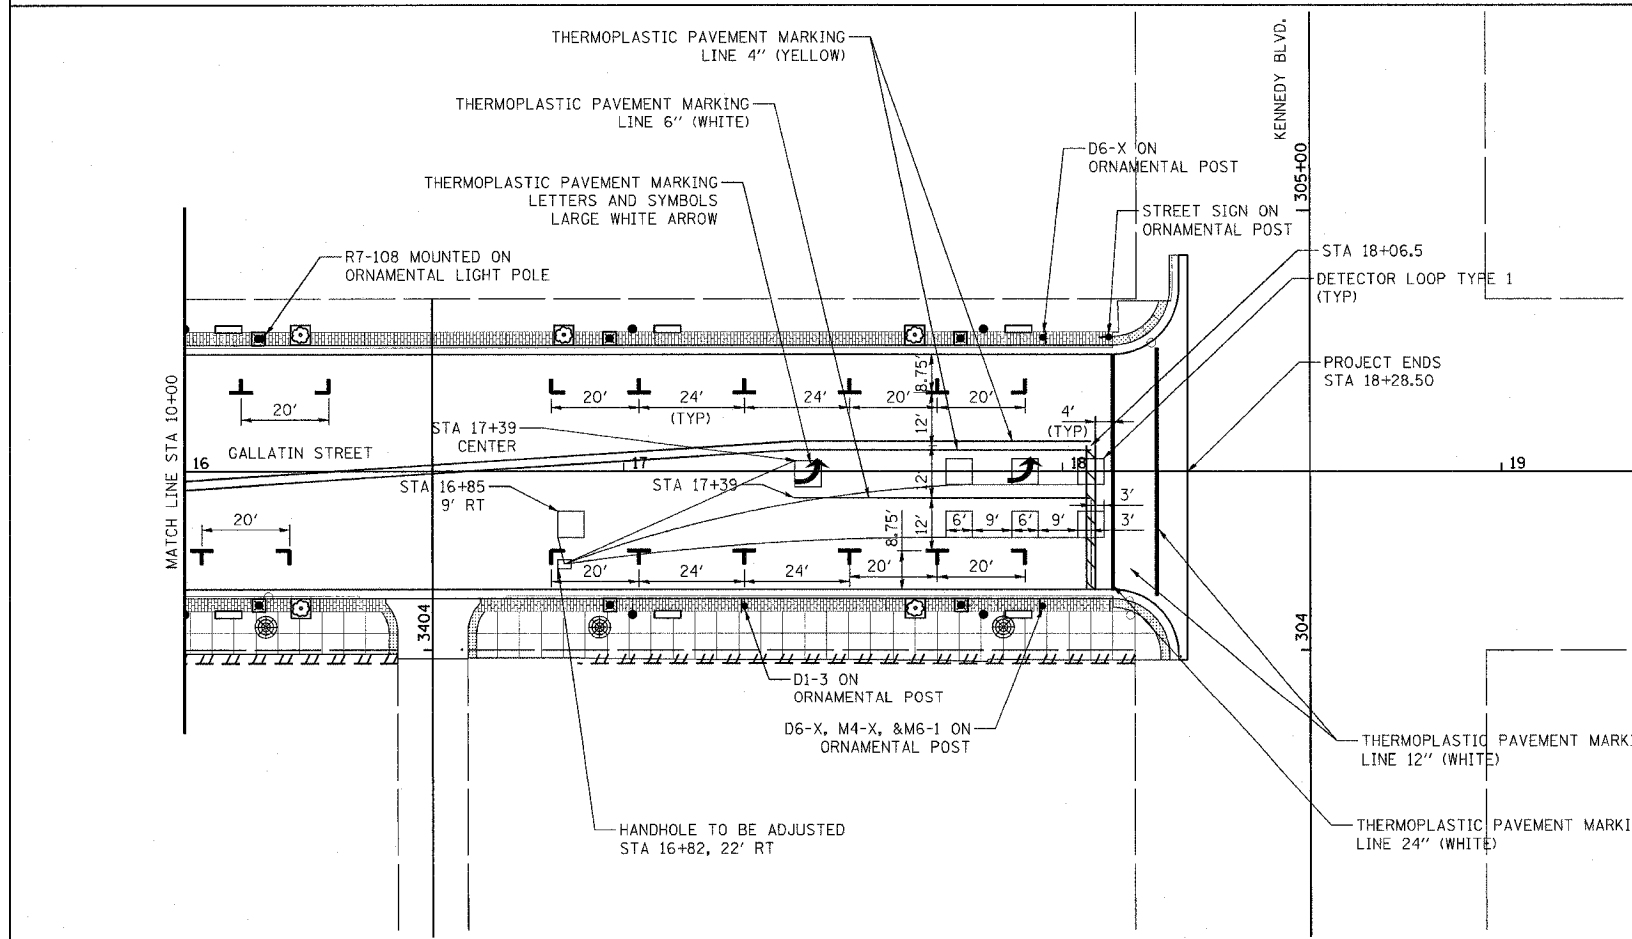 THERMOPLASTIC PAVEMENT MARKING
LINE 4" (YELLOW)
KENNEDY BLVD.
THERMOPLASTIC PAVEMENT MARKING
LINE 6" (WHITE)
D6-X ON
ORNAMENTAL POST
305+00
THERMOPLASTIC PAVEMENT MARKING
LETTERS AND SYMBOLS
LARGE WHITE ARROW
STREET SIGN ON
ORNAMENTAL POST
R7-108 MOUNTED ON
ORNAMENTAL LIGHT POLE
STA 18+06.5
DETECTOR LOOP TYPE 1
(TYP)
PROJECT ENDS
STA 18+28.50
MATCH LINE STA 10+00
8.75'
20'
20'
24'
(TYP)
24'
20'
20'
12'
4'
(TYP)
STA 17+39
CENTER
GALLATIN STREET
16
17
18
19
STA 16+85
9' RT
STA 17+39
12'
3'
20'
8.75'
12'
6'
9'
6'
9'
3'
20'
24'
24'
20'
20'
3404
304
D1-3 ON
ORNAMENTAL POST
D6-X, M4-X, &M6-1 ON
ORNAMENTAL POST
THERMOPLASTIC PAVEMENT MARKI
LINE 12" (WHITE)
HANDHOLE TO BE ADJUSTED
STA 16+82, 22' RT
THERMOPLASTIC PAVEMENT MARKI
LINE 24" (WHITE)